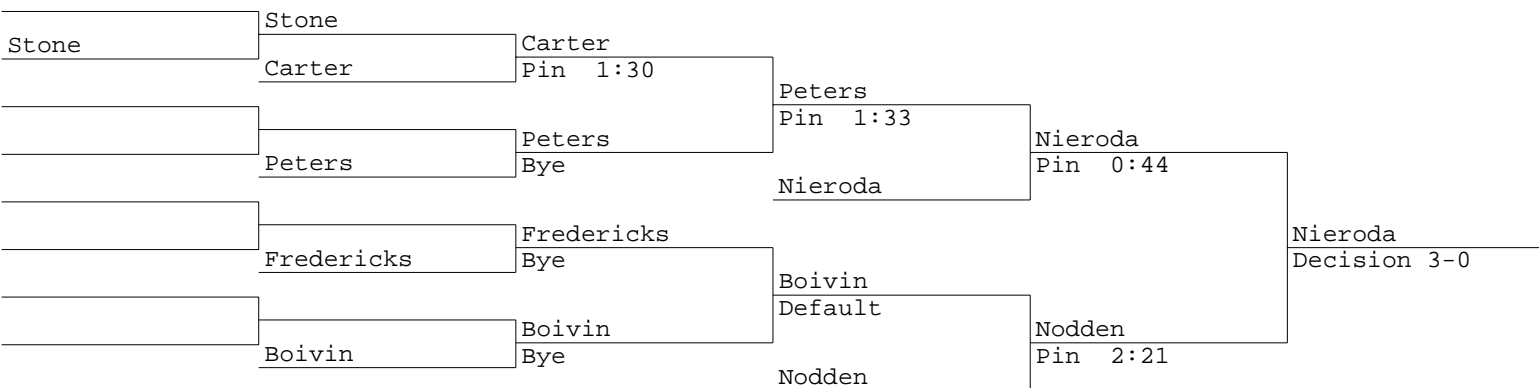 Stone
Stone
Carter
Carter
Pin 1:30
Peters
Pin 1:33
Peters
Peters
Bye
Nieroda
Nieroda
Pin 0:44
Fredericks
Fredericks
Bye
Nieroda
Decision 3-0
Boivin
Default
Boivin
Boivin
Bye
Nodden
Nodden
Pin 2:21